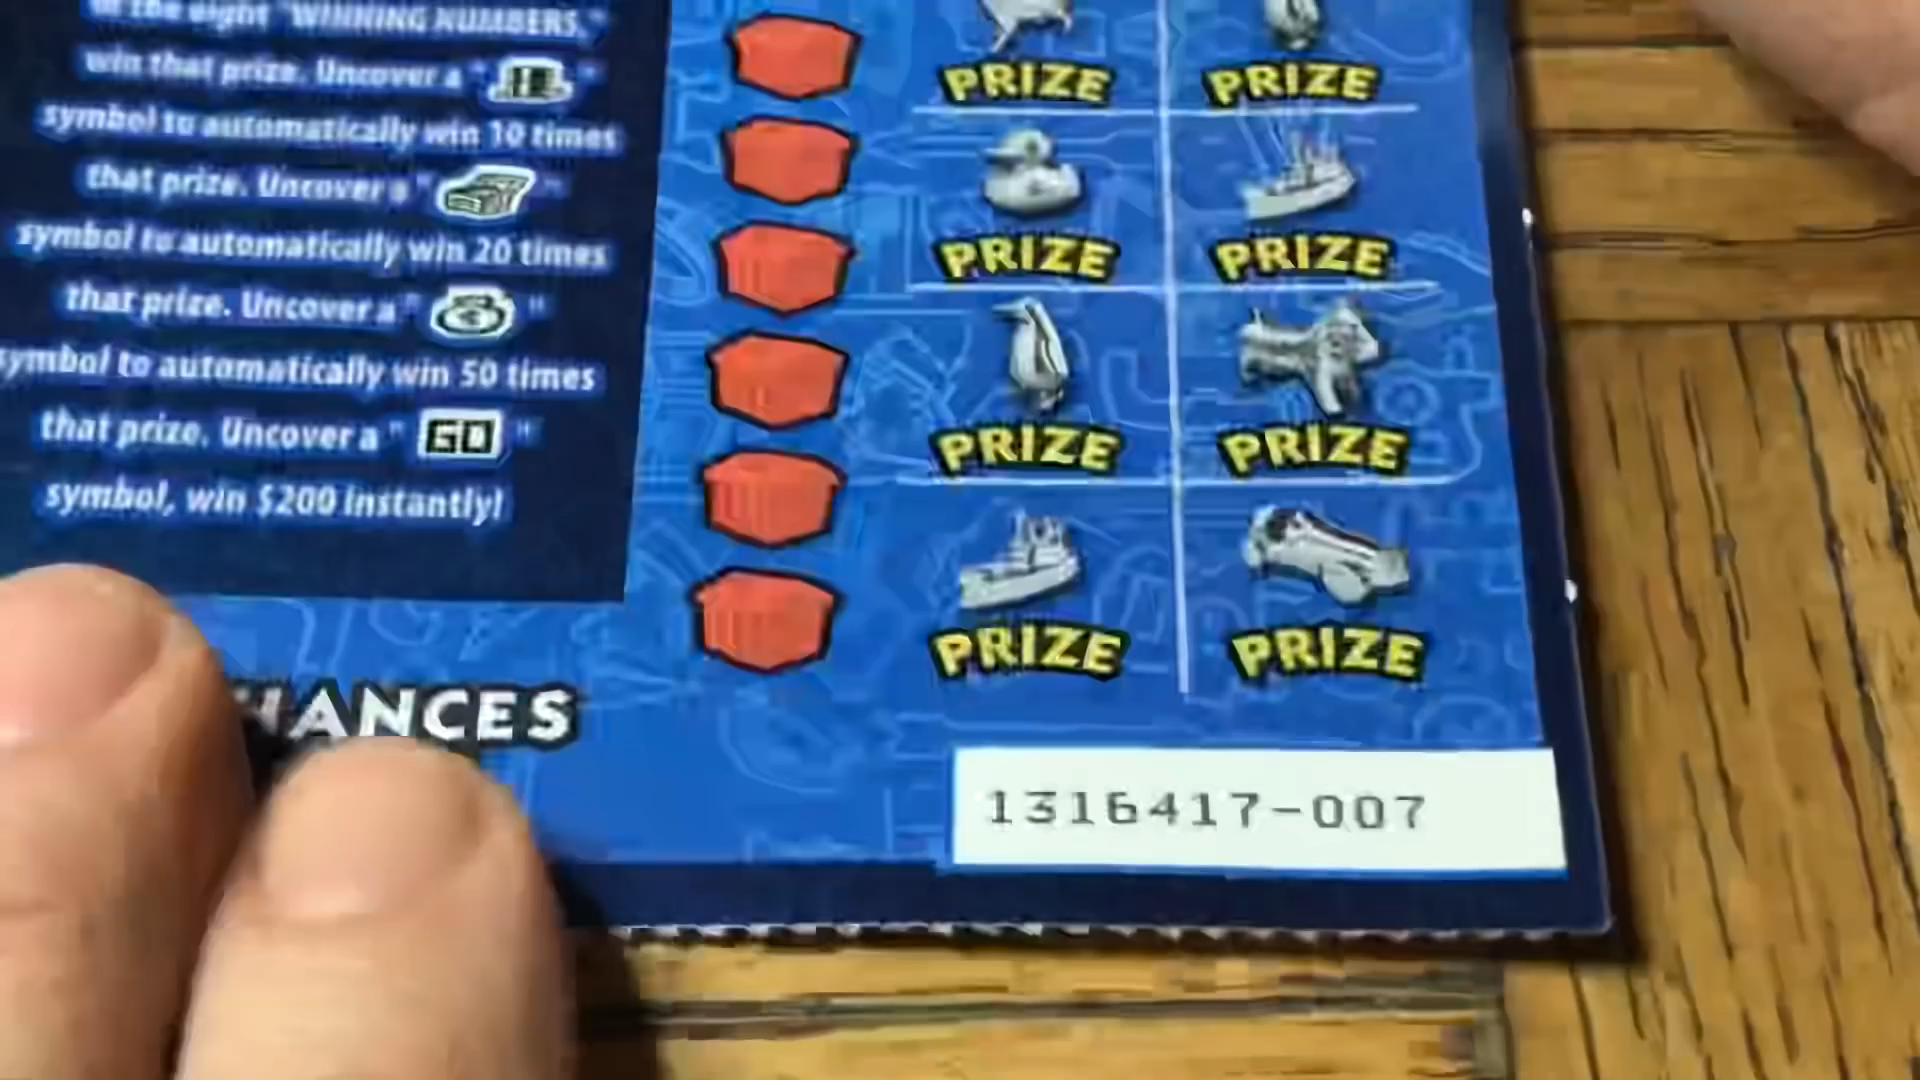 in the eight "WINNING NUMBERS,"
win that prize. Uncover a " "
symbol to automatically win 10 times
that prize. Uncover a " "
symbol to automatically win 20 times
that prize. Uncover a " "
symbol to automatically win 50 times
that prize. Uncover a " GO "
symbol, win $200 instantly!
HANCES
PRIZE PRIZE
PRIZE PRIZE
PRIZE PRIZE
PRIZE PRIZE
1316417-007